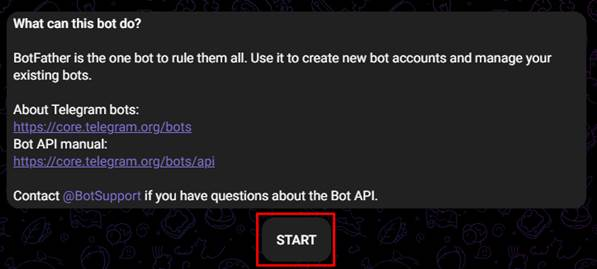 What can this bot do?
BotFather is the one bot to rule them all. Use it to create new bot accounts and manage your
existing bots.
About Telegram bots:
https://core.telegram.org/bots
Bot API manual:
https://core.telegram.org/bots/api
Contact @BotSupport if you have questions about the Bot API.
START